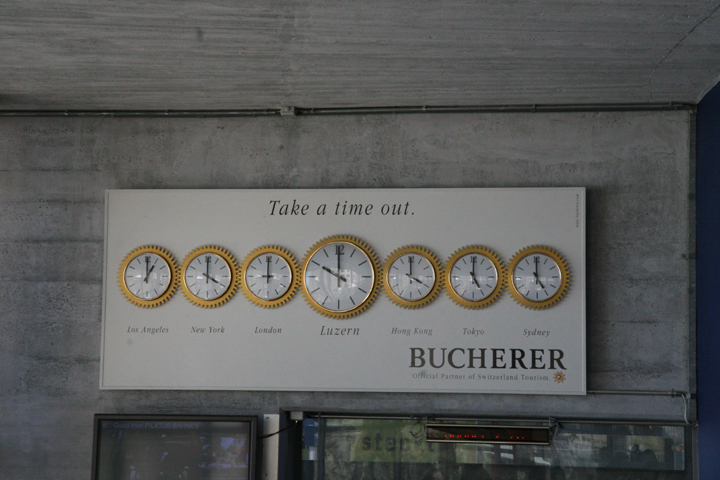 Take a time out.
Los Angeles
New York
London
Luzern
Hong Kong
Tokyo
Sydney
BUCHERER
Official Partner of Switzerland Tourism.